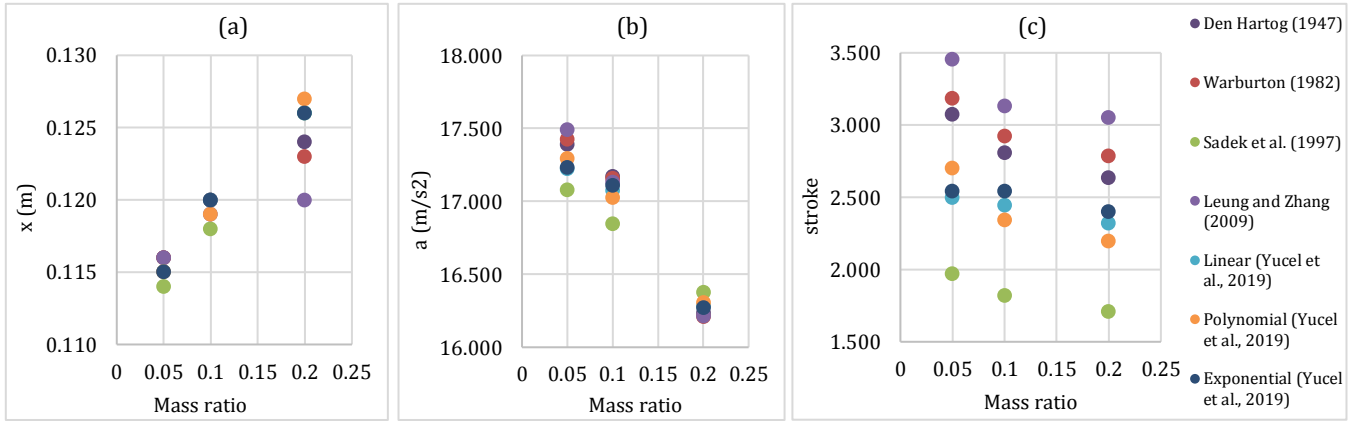 (a)
0.130
0.125
0.120
0.115
0.110
x (m)
0 0.05 0.1 0.15 0.2 0.25
Mass ratio
(b)
18.000
17.500
17.000
16.500
16.000
a (m/s2)
0 0.05 0.1 0.15 0.2 0.25
Mass ratio
(c)
3.500
3.000
2.500
2.000
1.500
stroke
0 0.05 0.1 0.15 0.2 0.25
Mass ratio
Den Hartog (1947)
Warburton (1982)
Sadek et al. (1997)
Leung and Zhang
(2009)
Linear (Yucel et
al., 2019)
Polynomial (Yucel
et al., 2019)
Exponential (Yucel
et al., 2019)